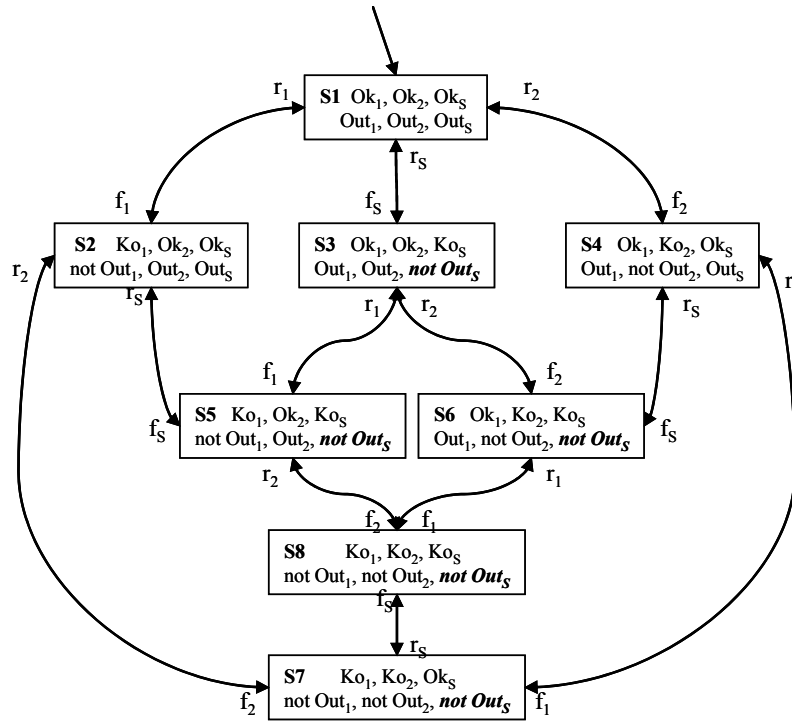 r₁
r₂
S1 Ok₁, Ok₂, Okₛ
Out₁, Out₂, Outₛ
rₛ
f₁
fₛ
f₂
S2 Ko₁, Ok₂, Okₛ
not Out₁, Out₂, Outₛ
S3 Ok₁, Ok₂, Koₛ
Out₁, Out₂, not Outₛ
S4 Ok₁, Ko₂, Okₛ
Out₁, not Out₂, Outₛ
r₂
r
rₛ
r₁
r₂
rₛ
f₁
f₂
S5 Ko₁, Ok₂, Koₛ
not Out₁, Out₂, not Outₛ
S6 Ok₁, Ko₂, Koₛ
Out₁, not Out₂, not Outₛ
fₛ
fₛ
r₂
r₁
f₂
f₁
S8 Ko₁, Ko₂, Koₛ
not Out₁, not Out₂, not Outₛ
fₛ
rₛ
S7 Ko₁, Ko₂, Okₛ
not Out₁, not Out₂, not Outₛ
f₂
f₁